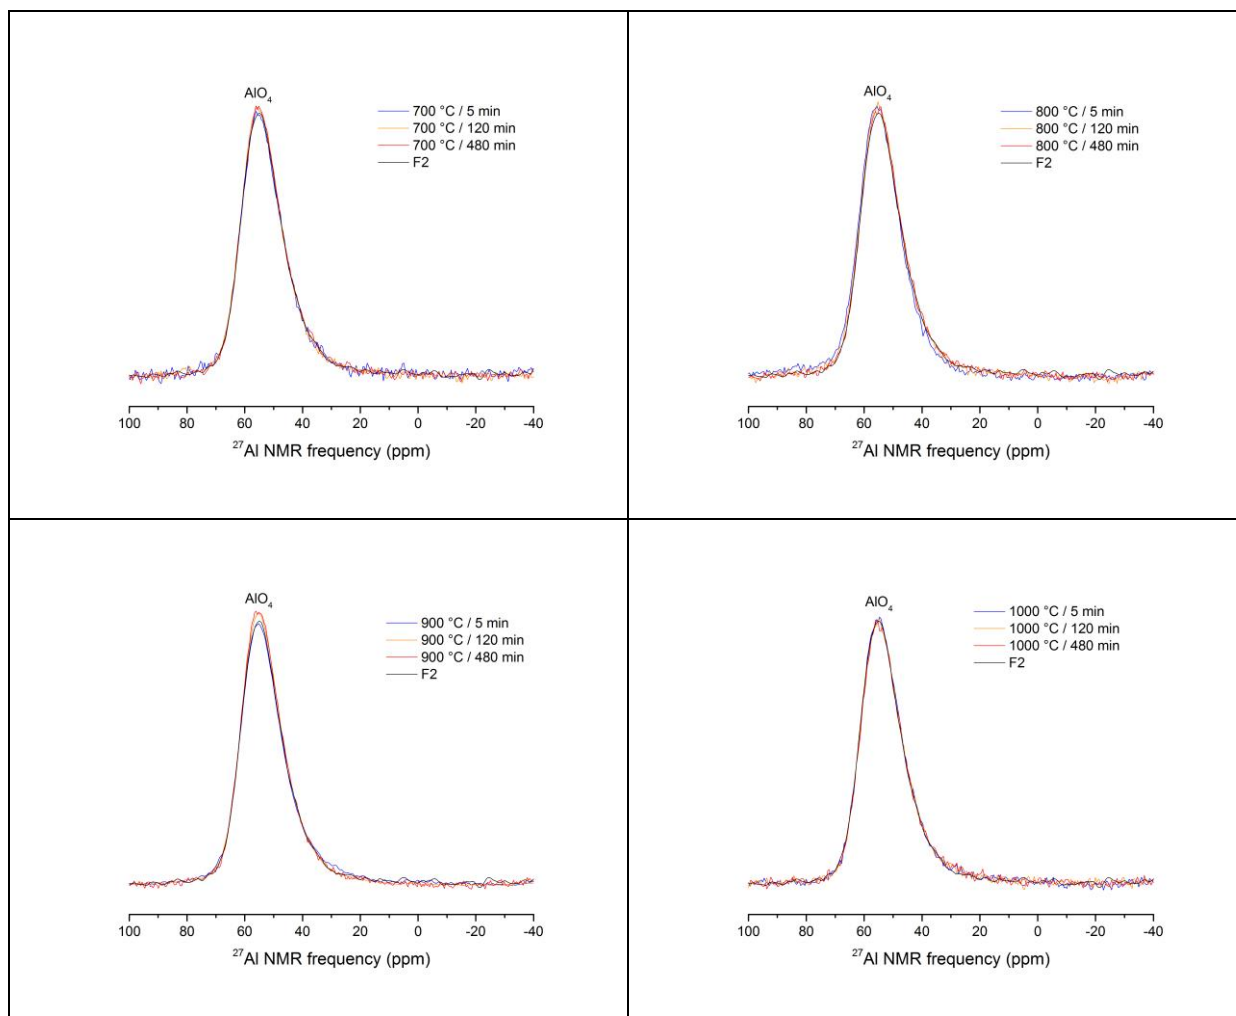 AlO₄
700 °C / 5 min
700 °C / 120 min
700 °C / 480 min
F2
100 80 60 40 20 0 -20 -40
²⁷Al NMR frequency (ppm)
AlO₄
800 °C / 5 min
800 °C / 120 min
800 °C / 480 min
F2
100 80 60 40 20 0 -20 -40
²⁷Al NMR frequency (ppm)
AlO₄
900 °C / 5 min
900 °C / 120 min
900 °C / 480 min
F2
100 80 60 40 20 0 -20 -40
²⁷Al NMR frequency (ppm)
AlO₄
1000 °C / 5 min
1000 °C / 120 min
1000 °C / 480 min
F2
100 80 60 40 20 0 -20 -40
²⁷Al NMR frequency (ppm)